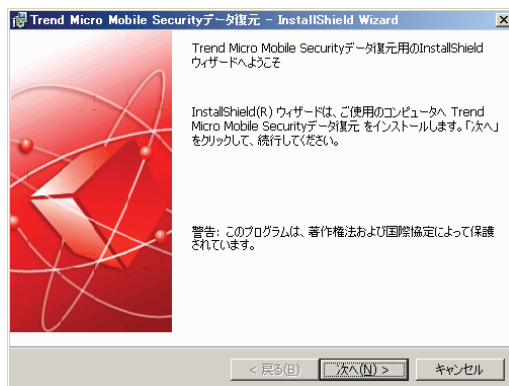 Trend Micro Mobile Securityデータ復元 - InstallShield Wizard
Trend Micro Mobile Securityデータ復元用のInstallShield
ウィザードへようこそ
InstallShield(R) ウィザードは、ご使用のコンピュータへ Trend
Micro Mobile Securityデータ復元 をインストールします。「次へ」
をクリックして、続行してください。
警告: このプログラムは、著作権法および国際協定によって保護
されています。
< 戻る(B)
次へ(N) >
キャンセル